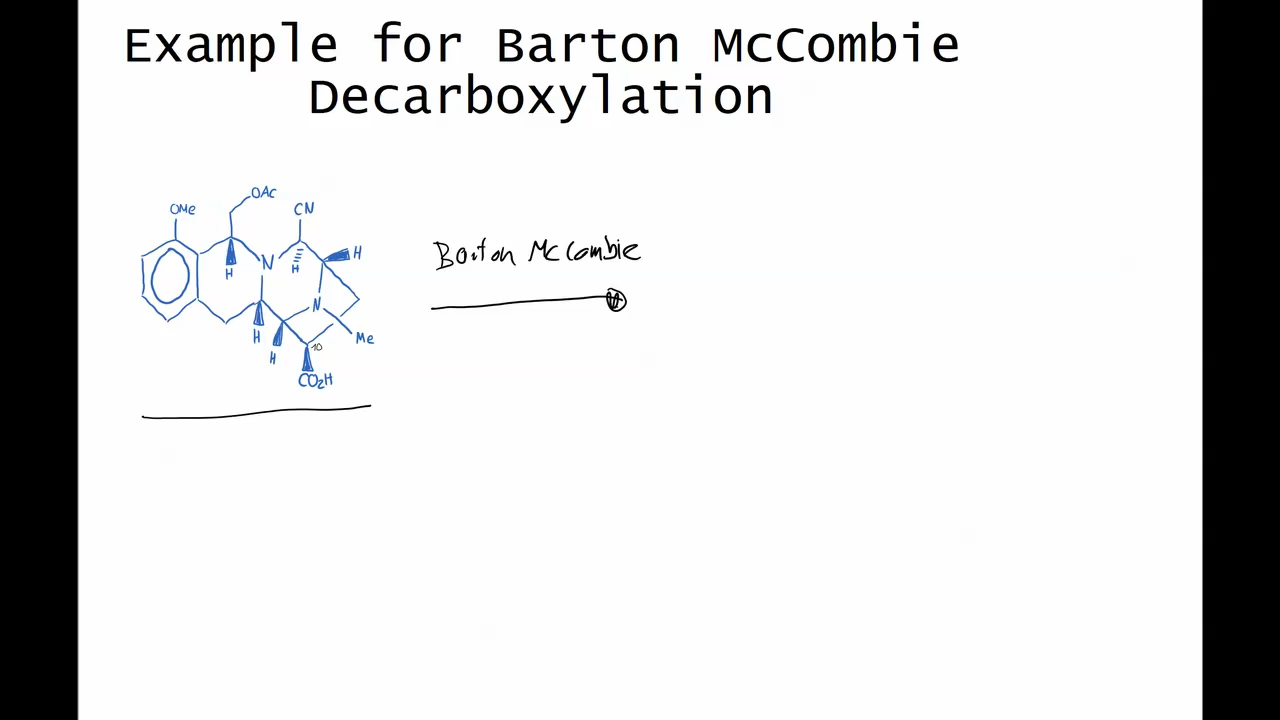 Example for Barton McCombie
Decarboxylation
OAc
OMe
CN
H
N
H
H
N
H
Me
H
10
CO2H
Barton McCombie